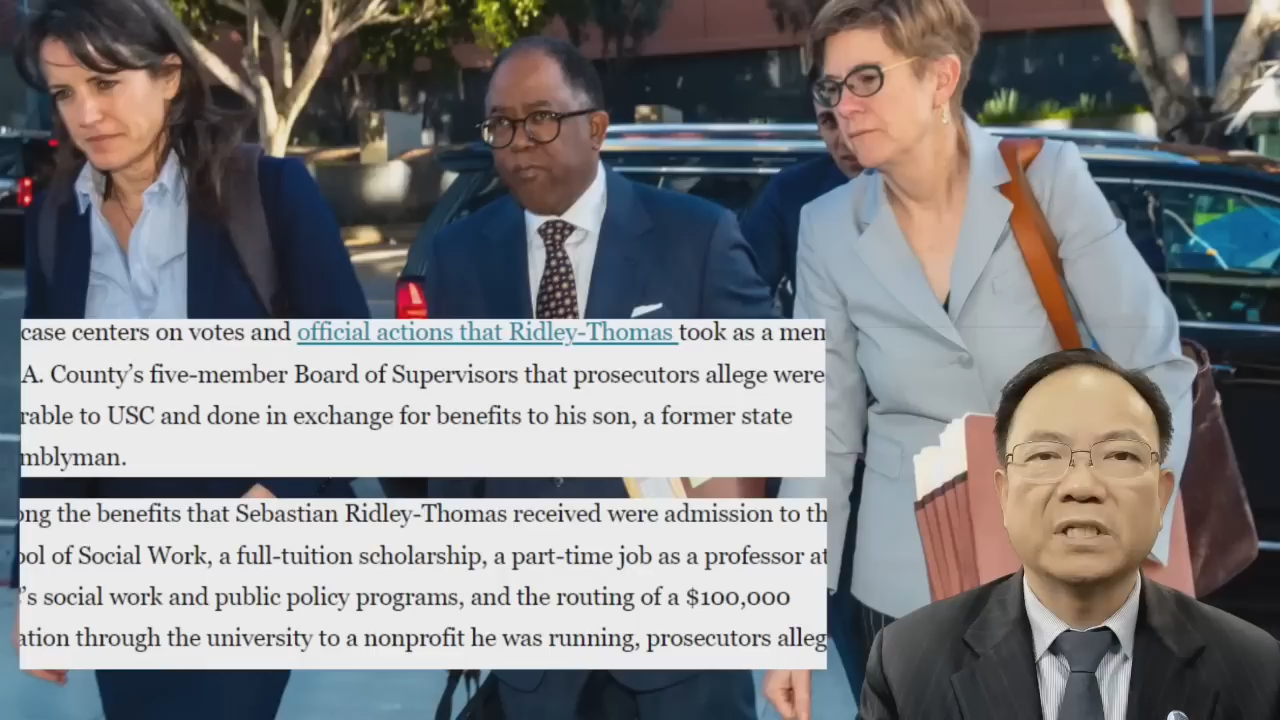 case centers on votes and official actions that Ridley-Thomas took as a mem
A. County’s five-member Board of Supervisors that prosecutors allege were
rable to USC and done in exchange for benefits to his son, a former state
mblyman.
ong the benefits that Sebastian Ridley-Thomas received were admission to th
ool of Social Work, a full-tuition scholarship, a part-time job as a professor at
’s social work and public policy programs, and the routing of a $100,000
ation through the university to a nonprofit he was running, prosecutors alleg